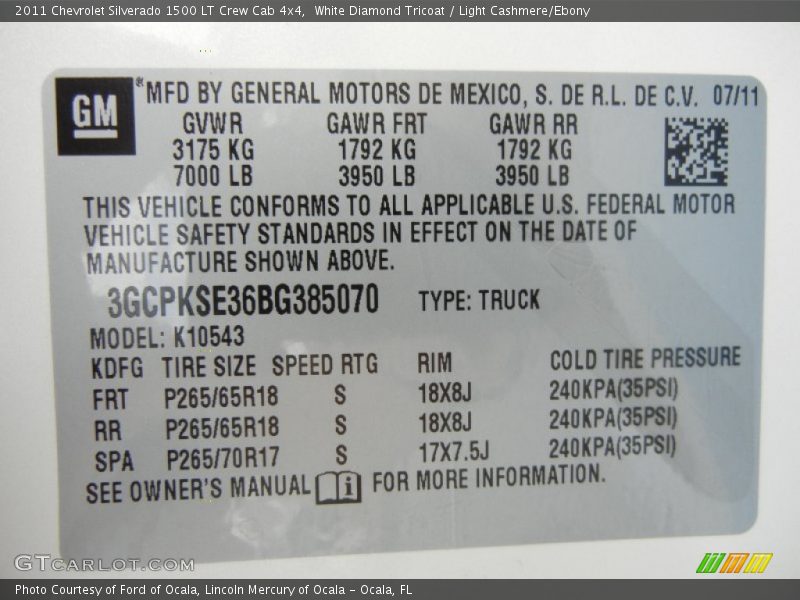 2011 Chevrolet Silverado 1500 LT Crew Cab 4x4, White Diamond Tricoat / Light Cashmere/Ebony
GM *MFD BY GENERAL MOTORS DE MEXICO, S. DE R.L. DE C.V. 07/11
GVWR GAWR FRT GAWR RR
3175 KG 1792 KG 1792 KG
7000 LB 3950 LB 3950 LB
THIS VEHICLE CONFORMS TO ALL APPLICABLE U.S. FEDERAL MOTOR
VEHICLE SAFETY STANDARDS IN EFFECT ON THE DATE OF
MANUFACTURE SHOWN ABOVE.
3GCPKSE36BG385070 TYPE: TRUCK
MODEL: K10543
KDFG TIRE SIZE SPEED RTG RIM COLD TIRE PRESSURE
FRT P265/65R18 S 18X8J 240KPA(35PSI)
RR P265/65R18 S 18X8J 240KPA(35PSI)
SPA P265/70R17 S 17X7.5J 240KPA(35PSI)
SEE OWNER'S MANUAL i FOR MORE INFORMATION.
GTCARLOT.COM
Photo Courtesy of Ford of Ocala, Lincoln Mercury of Ocala - Ocala, FL